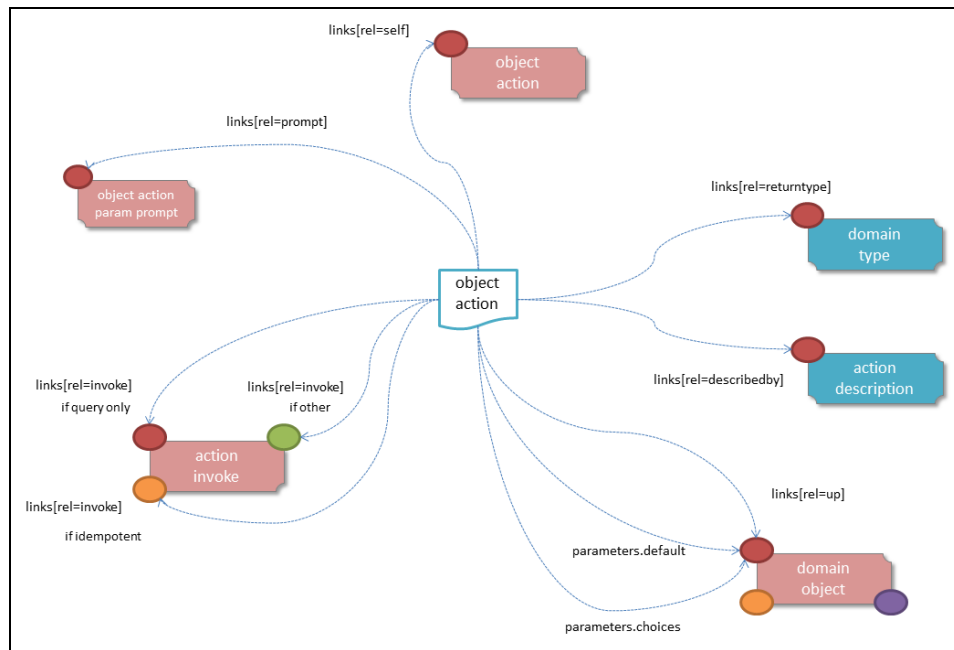 links[rel=self]
object
action
links[rel=prompt]
object action
param prompt
links[rel=returntype]
domain
type
object
action
links[rel=describedby]
action
description
links[rel=invoke]
if query only
links[rel=invoke]
if other
action
invoke
links[rel=invoke]
if idempotent
links[rel=up]
parameters.default
domain
object
parameters.choices